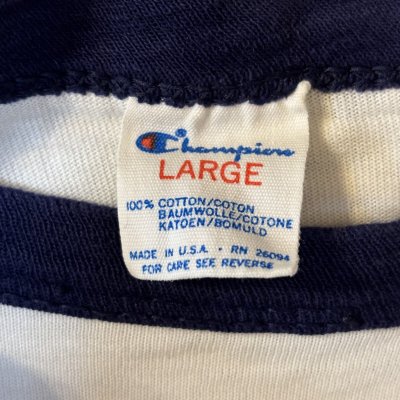 Champion
LARGE
100% COTTON/COTON
BAUMWOLLE/COTONE
KATOEN/BOMULD
MADE IN U.S.A. - RN 26094
FOR CARE SEE REVERSE